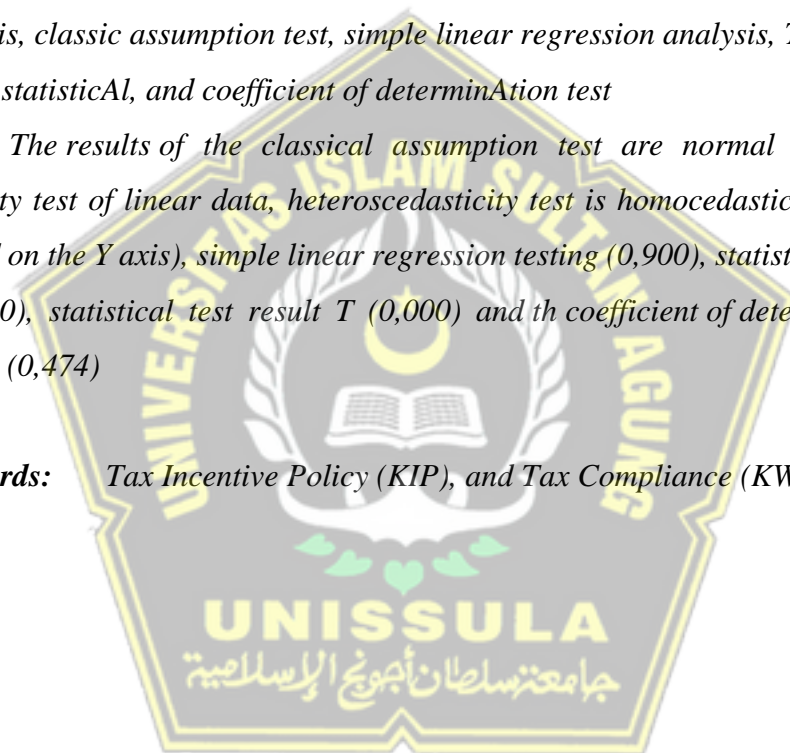 is, classic assumption test, simple linear regression analysis, T
statisticAl, and coefficient of determinAtion test
The results of the classical assumption test are normal
ty test of linear data, heteroscedasticity test is homocedastic
on the Y axis), simple linear regression testing (0,900), statist
0), statistical test result T (0,000) and th coefficient of dete
(0,474)
rds: Tax Incentive Policy (KIP), and Tax Compliance (KW
UNIVERSITAS ISLAM SULTAN AGUNG
UNISSULA
جامعة سلطان أجونج الإسلامية